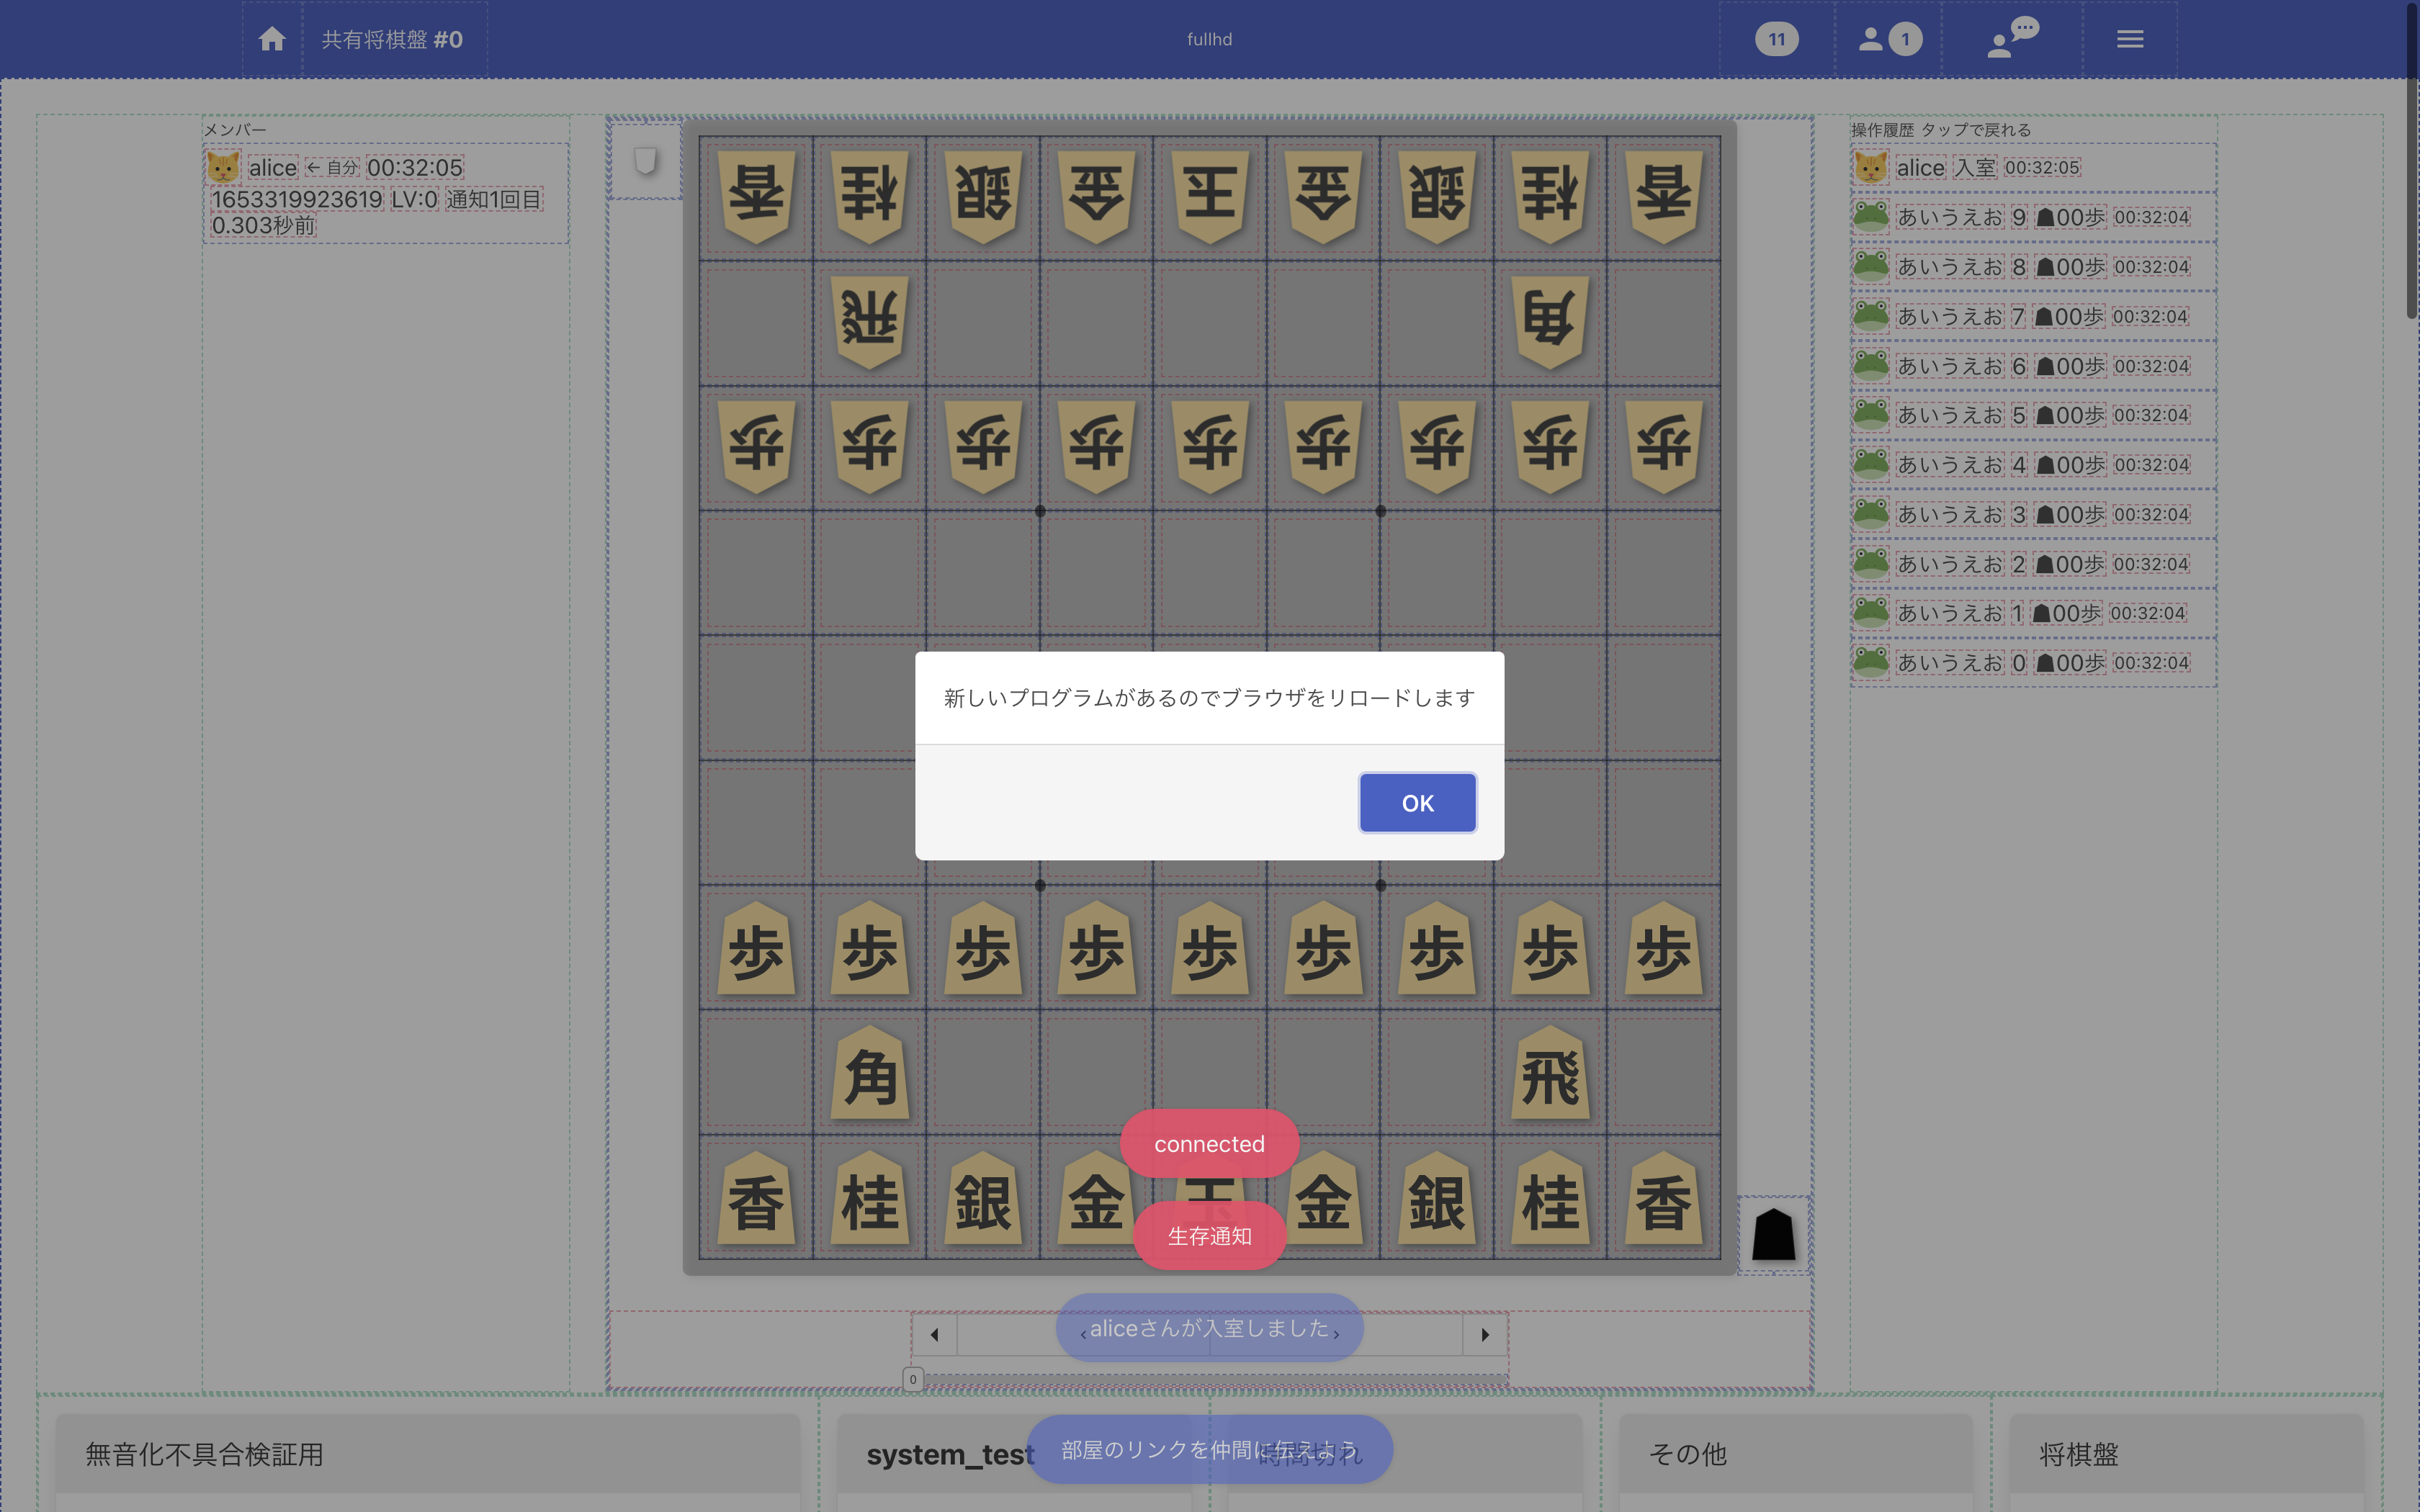 共有将棋盤 #0
fullhd
11
1
メンバー
alice ← 自分 00:32:05
1653319923619 LV:0 通知1回目
0.303秒前
香 桂 銀 金 玉 金 銀 桂 香
飛 角
歩 歩 歩 歩 歩 歩 歩 歩 歩
新しいプログラムがあるのでブラウザをリロードします
OK
歩 歩 歩 歩 歩 歩 歩 歩 歩
角 飛
香 桂 銀 金 玉 金 銀 桂 香
connected
生存通知
aliceさんが入室しました
0
部屋のリンクを仲間に伝えよう
操作履歴 タップで戻れる
alice 入室 00:32:05
あいうえお 9 ☗00歩 00:32:04
あいうえお 8 ☗00歩 00:32:04
あいうえお 7 ☗00歩 00:32:04
あいうえお 6 ☗00歩 00:32:04
あいうえお 5 ☗00歩 00:32:04
あいうえお 4 ☗00歩 00:32:04
あいうえお 3 ☗00歩 00:32:04
あいうえお 2 ☗00歩 00:32:04
あいうえお 1 ☗00歩 00:32:04
あいうえお 0 ☗00歩 00:32:04
無音化不具合検証用
system_test
時間切れ
その他
将棋盤